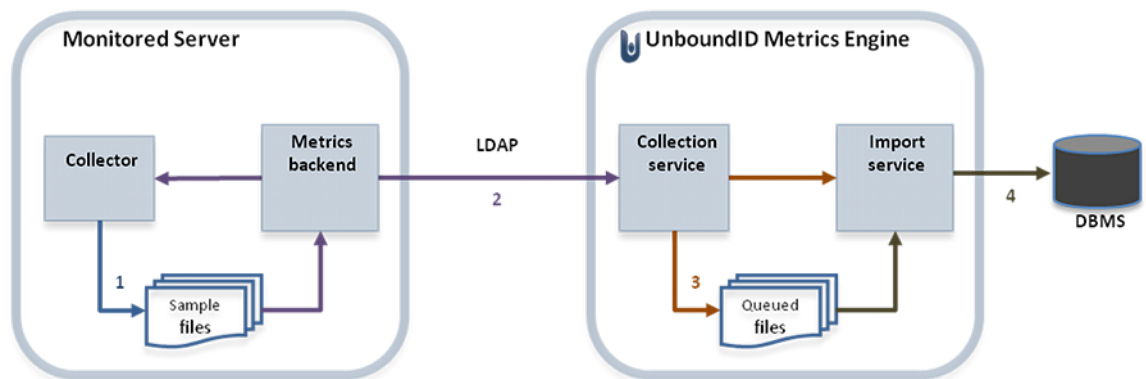 Monitored Server
UnboundID Metrics Engine
Collector
Metrics
backend
LDAP
2
Collection
service
Import
service
4
DBMS
1
Sample
files
3
Queued
files